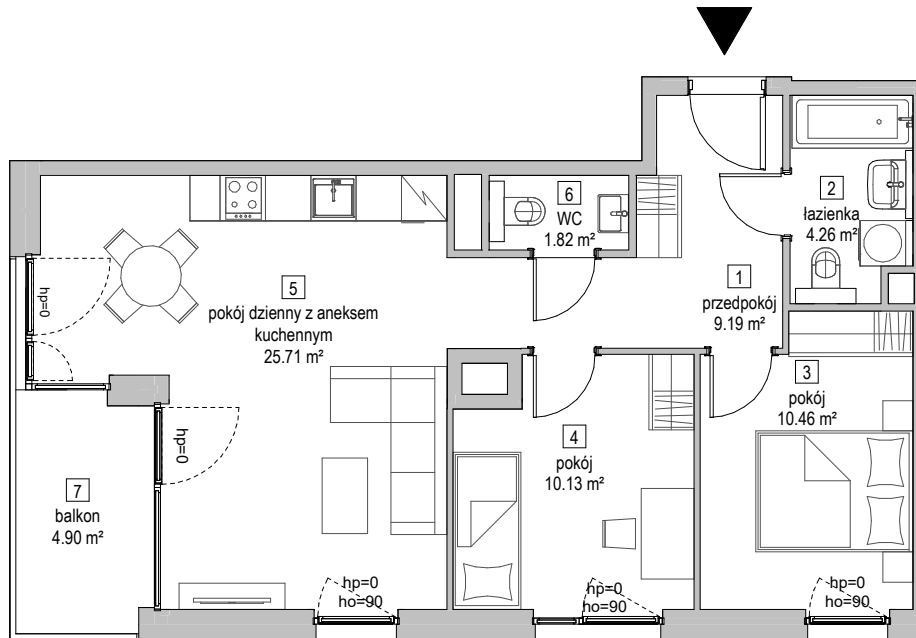 6
WC
1.82 m²
2
łazienka
4.26 m²
1
przedpokój
9.19 m²
5
pokój dzienny z aneksem
kuchennym
25.71 m²
hp=0
hp=0
3
pokój
10.46 m²
4
pokój
10.13 m²
7
balkon
4.90 m²
hp=0
ho=90
hp=0
ho=90
hp=0
ho=90